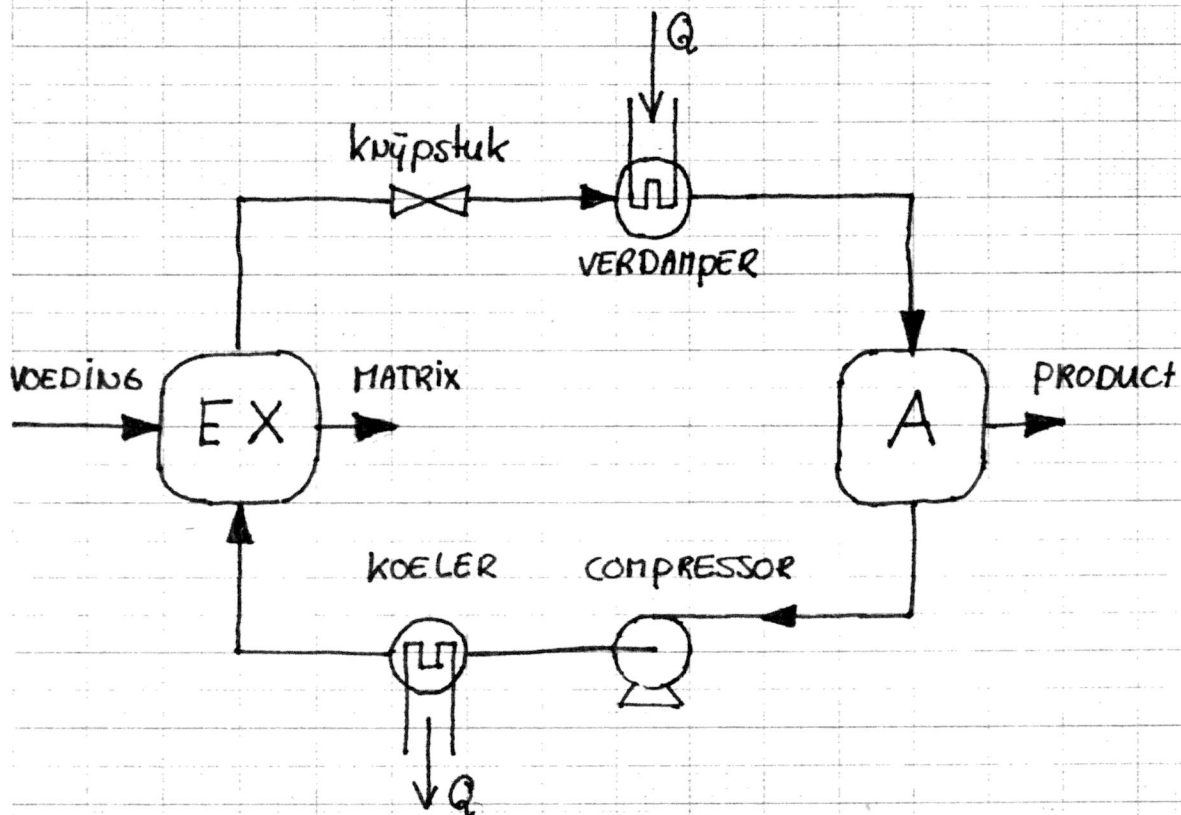 Q
knijpstuk
VERDAMPER
VOEDING
EX
MATRIX
A
PRODUCt
KOELER
COMPRESSOR
Q